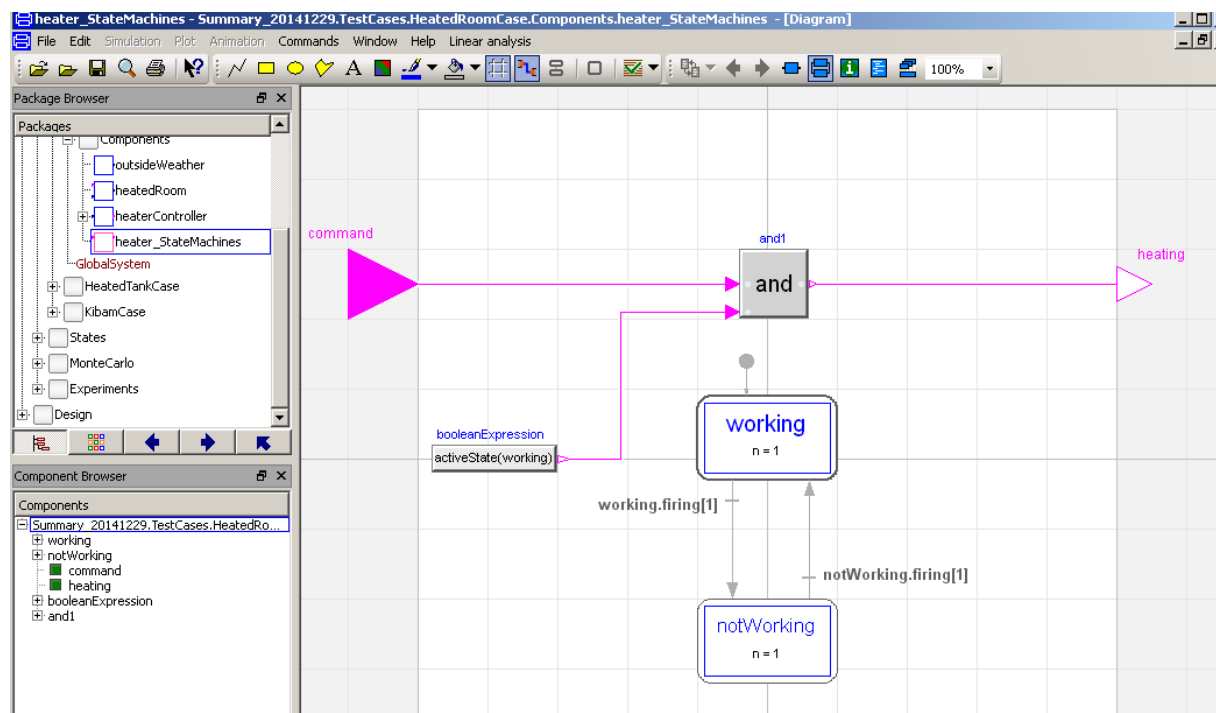 heater_StateMachines - Summary_20141229.TestCases.HeatedRoomCase.Components.heater_StateMachines - [Diagram]
File Edit Simulation Plot Animation Commands Window Help Linear analysis
A 100%
Package Browser
Packages
Components
outsideWeather
heatedRoom
heaterController
heater_StateMachines
GlobalSystem
HeatedTankCase
KibamCase
States
MonteCarlo
Experiments
Design
Component Browser
Components
Summary_20141229.TestCases.HeatedRo...
working
notWorking
command
heating
booleanExpression
and1
command
and1
and
heating
booleanExpression
activeState(working)
working
n = 1
working.firing[1]
notWorking.firing[1]
notWorking
n = 1